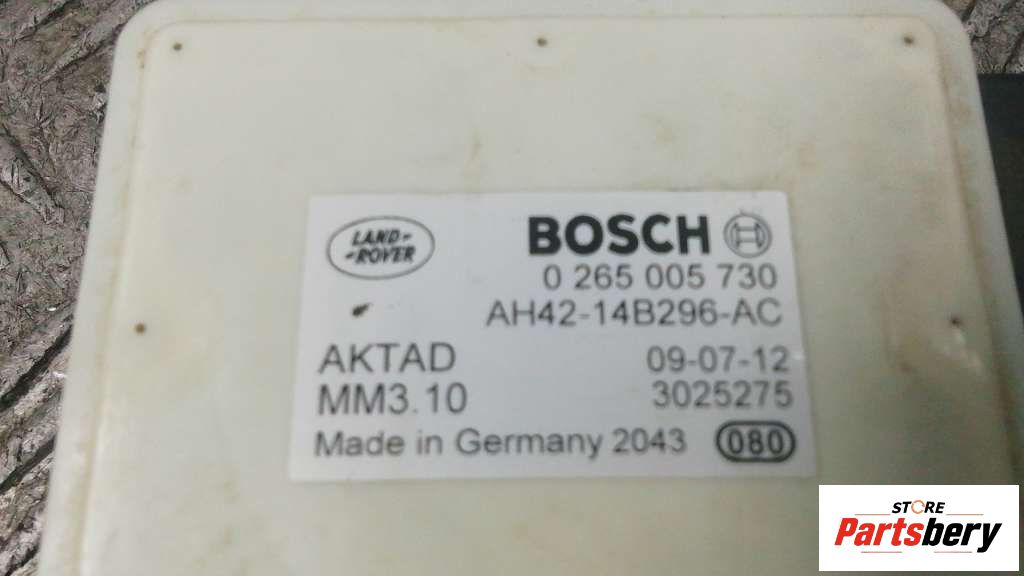 LAND-
-ROVER
BOSCH
0 265 005 730
AH42-14B296-AC
AKTAD 09-07-12
MM3.10 3025275
Made in Germany 2043 080
STORE
Partsbery